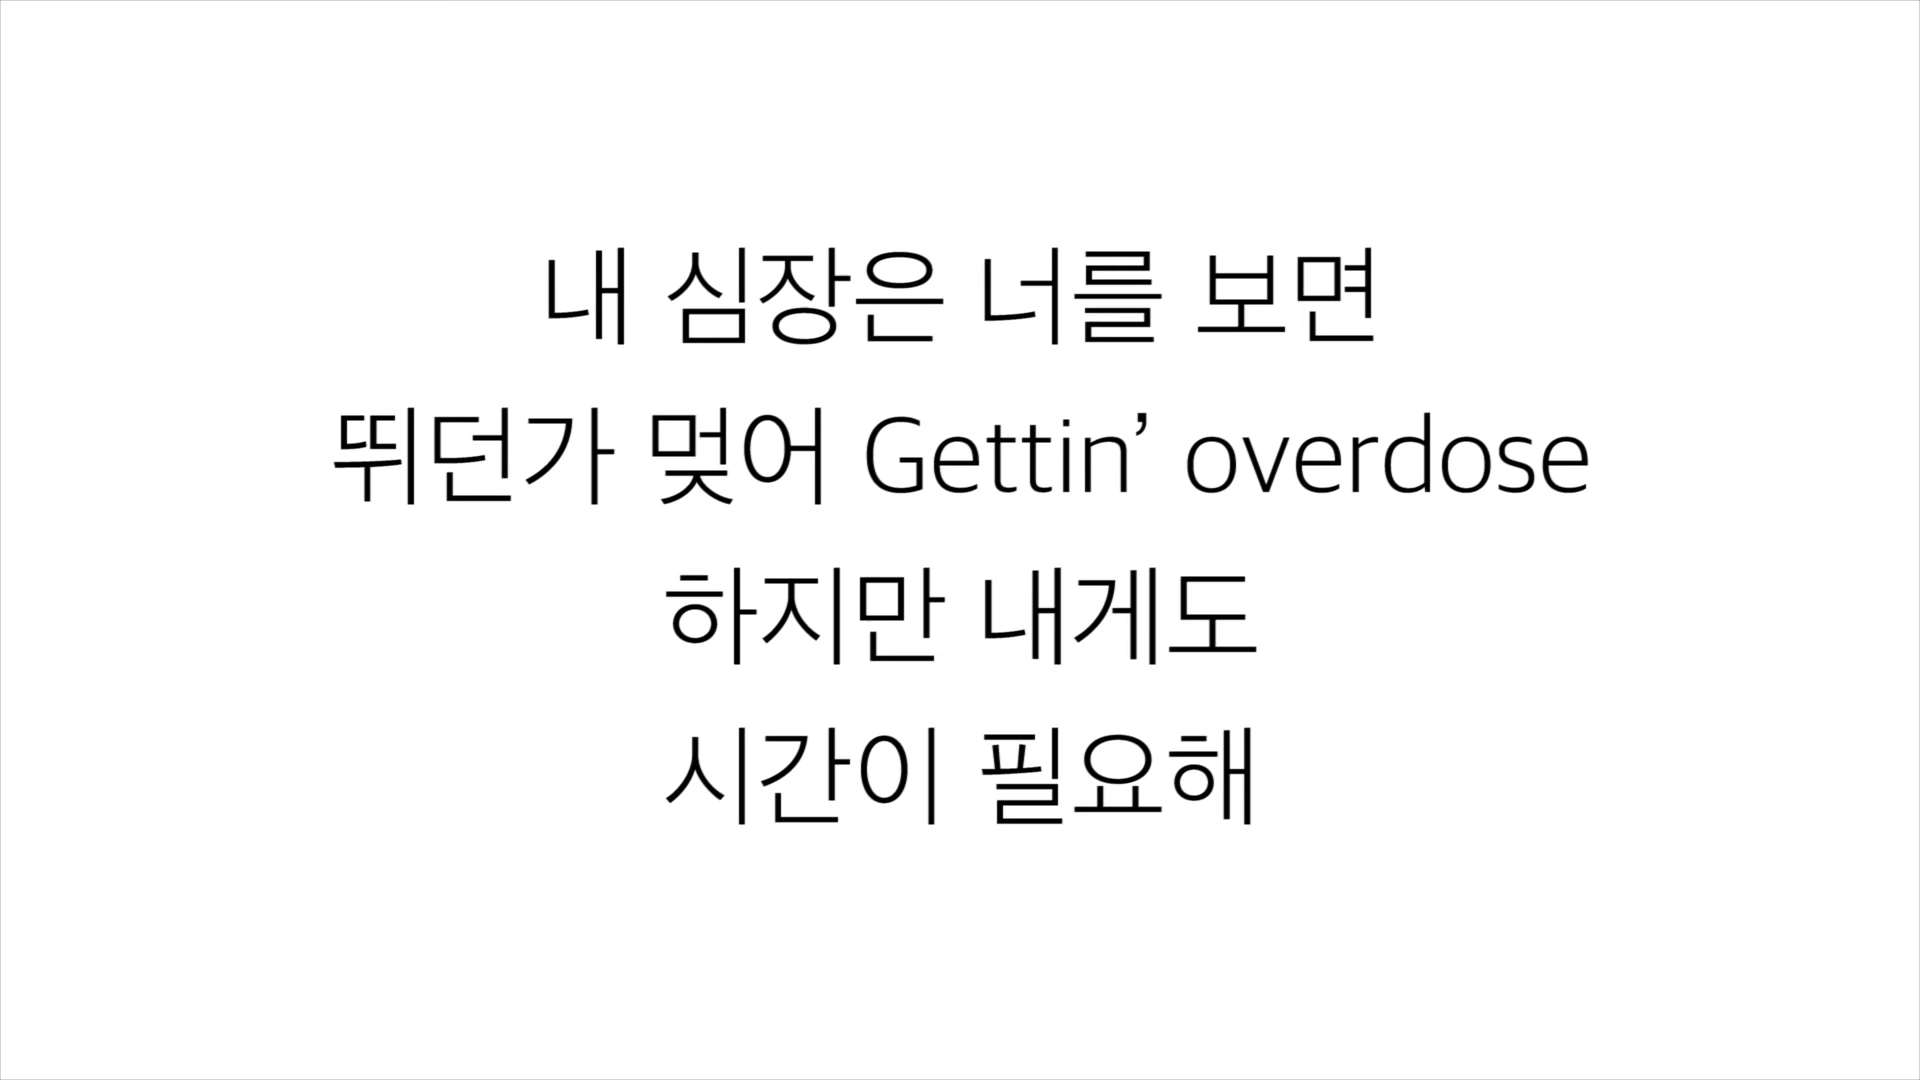 내 심장은 너를 보면
뛰던가 멎어 Gettin’ overdose
하지만 내게도
시간이 필요해